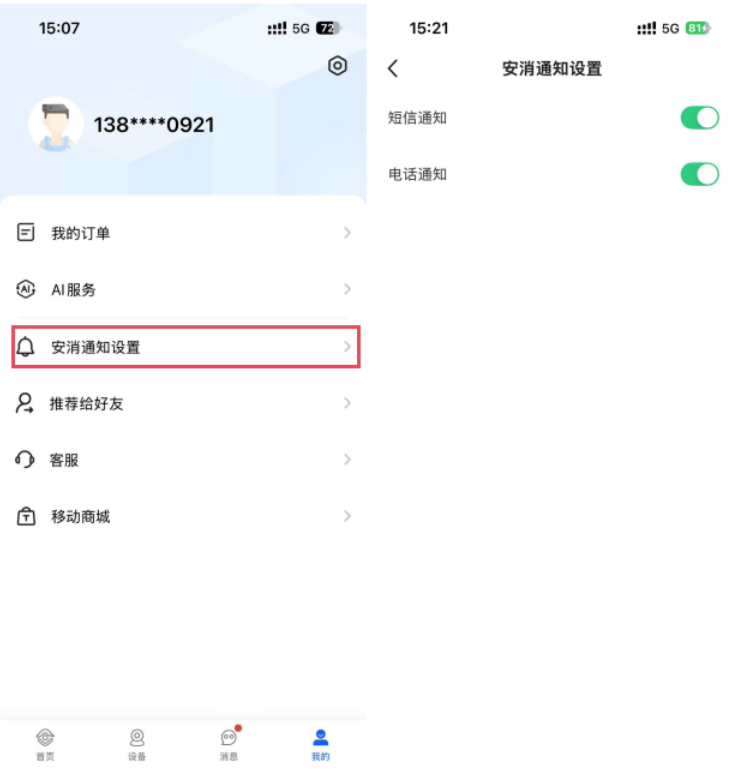 15:07
5G
72
138****0921
我的订单
AI服务
安消通知设置
推荐给好友
客服
移动商城
首页
设备
消息
我的
15:21
5G
81
安消通知设置
短信通知
电话通知